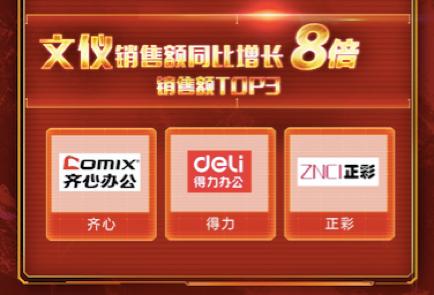 文仪销售额同比增长8倍
销售额TOP3
COMIX®
齐心办公
deli
得力办公
ZNCI正彩
齐心
得力
正彩